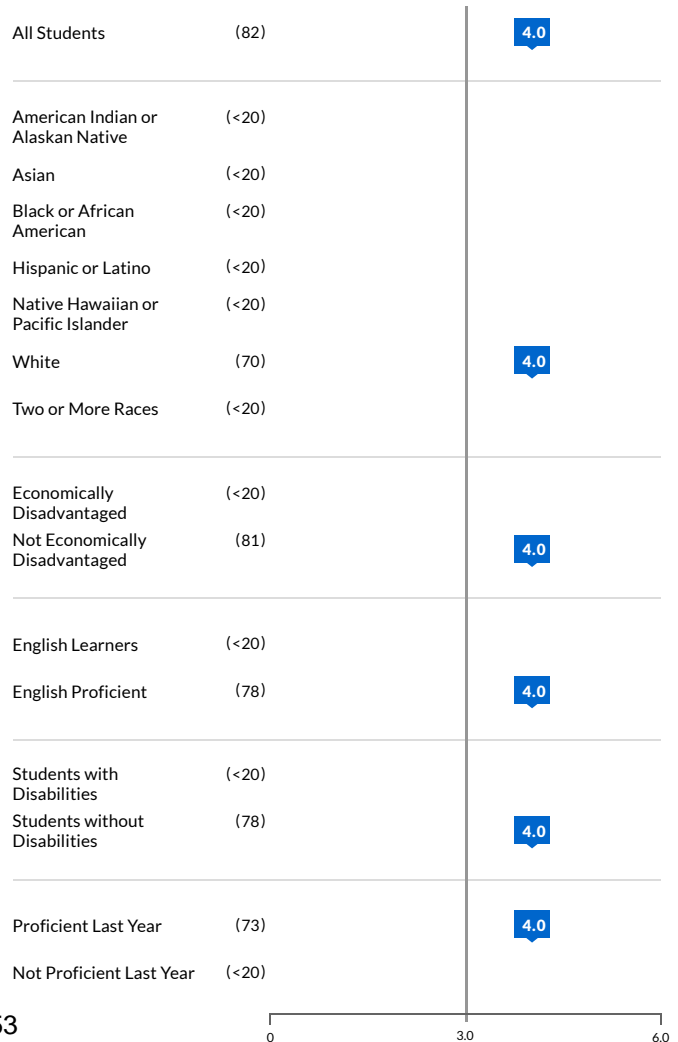 All Students (82) 4.0
American Indian or (<20)
Alaskan Native
Asian (<20)
Black or African (<20)
American
Hispanic or Latino (<20)
Native Hawaiian or (<20)
Pacific Islander
White (70) 4.0
Two or More Races (<20)
Economically (<20)
Disadvantaged
Not Economically (81) 4.0
Disadvantaged
English Learners (<20)
English Proficient (78) 4.0
Students with (<20)
Disabilities
Students without (78) 4.0
Disabilities
Proficient Last Year (73) 4.0
Not Proficient Last Year (<20)
0 3.0 6.0